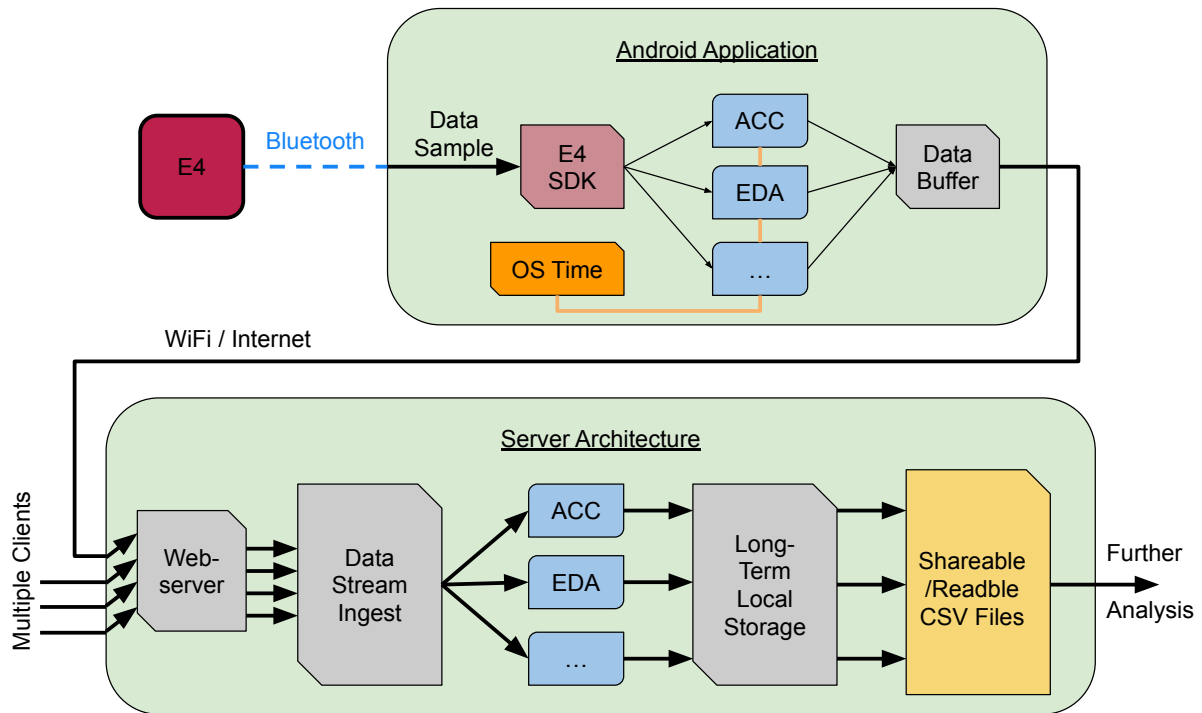 Android Application
E4
Bluetooth
Data
Sample
E4
SDK
ACC
EDA
...
OS Time
Data
Buffer
WiFi / Internet
Server Architecture
Multiple Clients
Web-
server
Data
Stream
Ingest
ACC
EDA
...
Long-
Term
Local
Storage
Shareable
/Readble
CSV Files
Further
Analysis